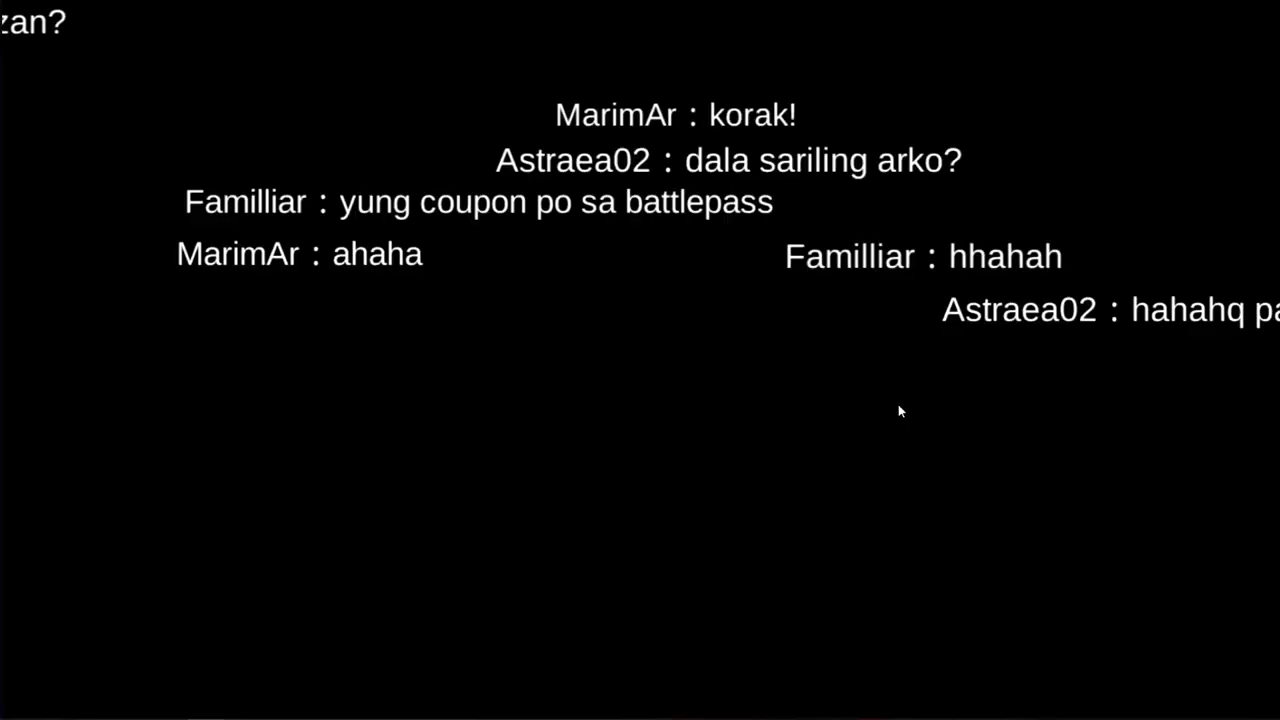 zan?
MarimAr : korak!
Astraea02 : dala sariling arko?
Familliar : yung coupon po sa battlepass
MarimAr : ahaha
Familliar : hhahah
Astraea02 : hahahq